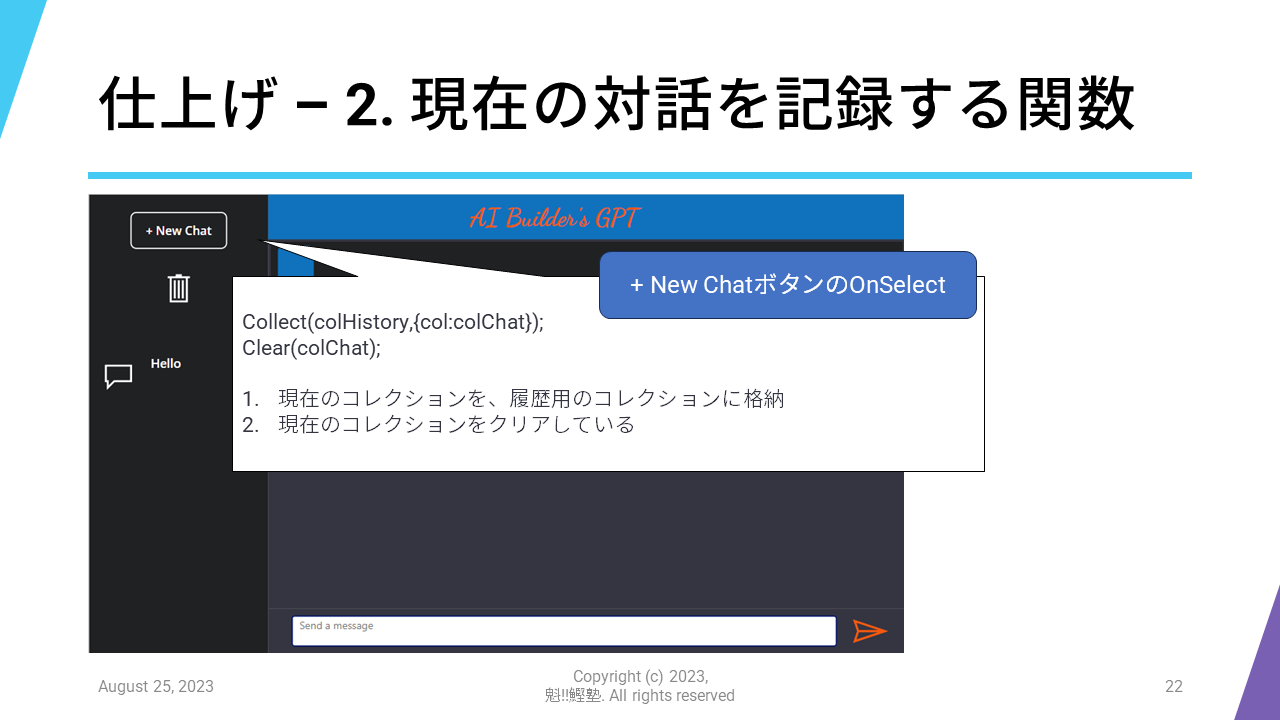 仕上げ – 2. 現在の対話を記録する関数
+ New Chat
AI Builder's GPT
+ New ChatボタンのOnSelect
Collect(colHistory,{col:colChat});
Clear(colChat);
1. 現在のコレクションを、履歴用のコレクションに格納
2. 現在のコレクションをクリアしている
Hello
Send a message
August 25, 2023
Copyright (c) 2023,
魁!!鰹塾. All rights reserved
22